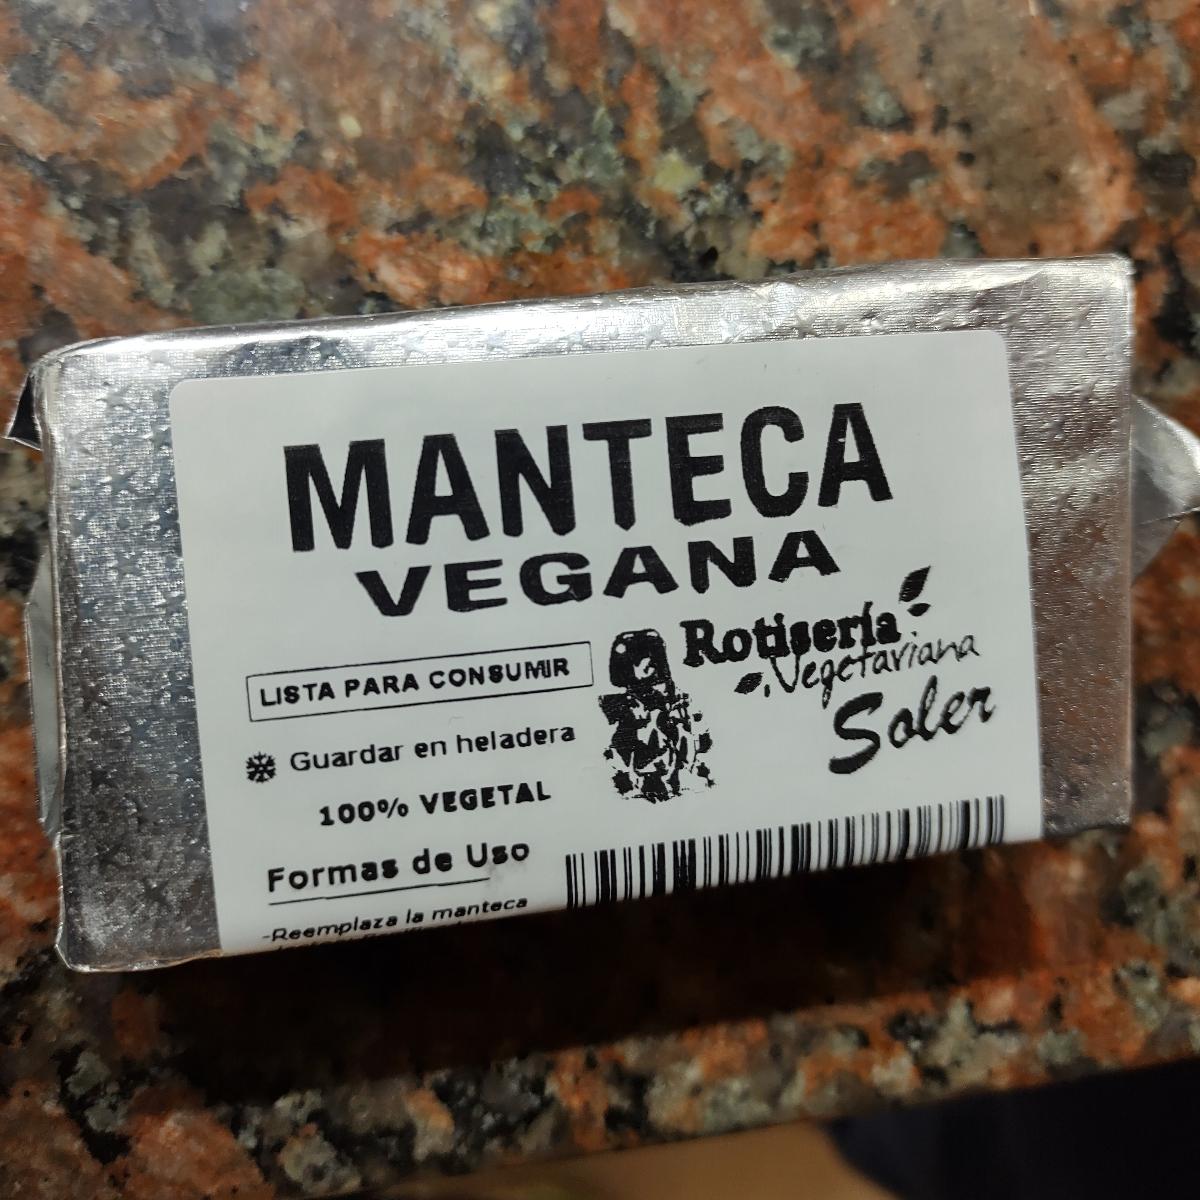 MANTECA
VEGANA
LISTA PARA CONSUMIR
Guardar en heladera
100% VEGETAL
Formas de Uso
-Reemplaza la manteca
Rotisería
Vegetariana
Soler